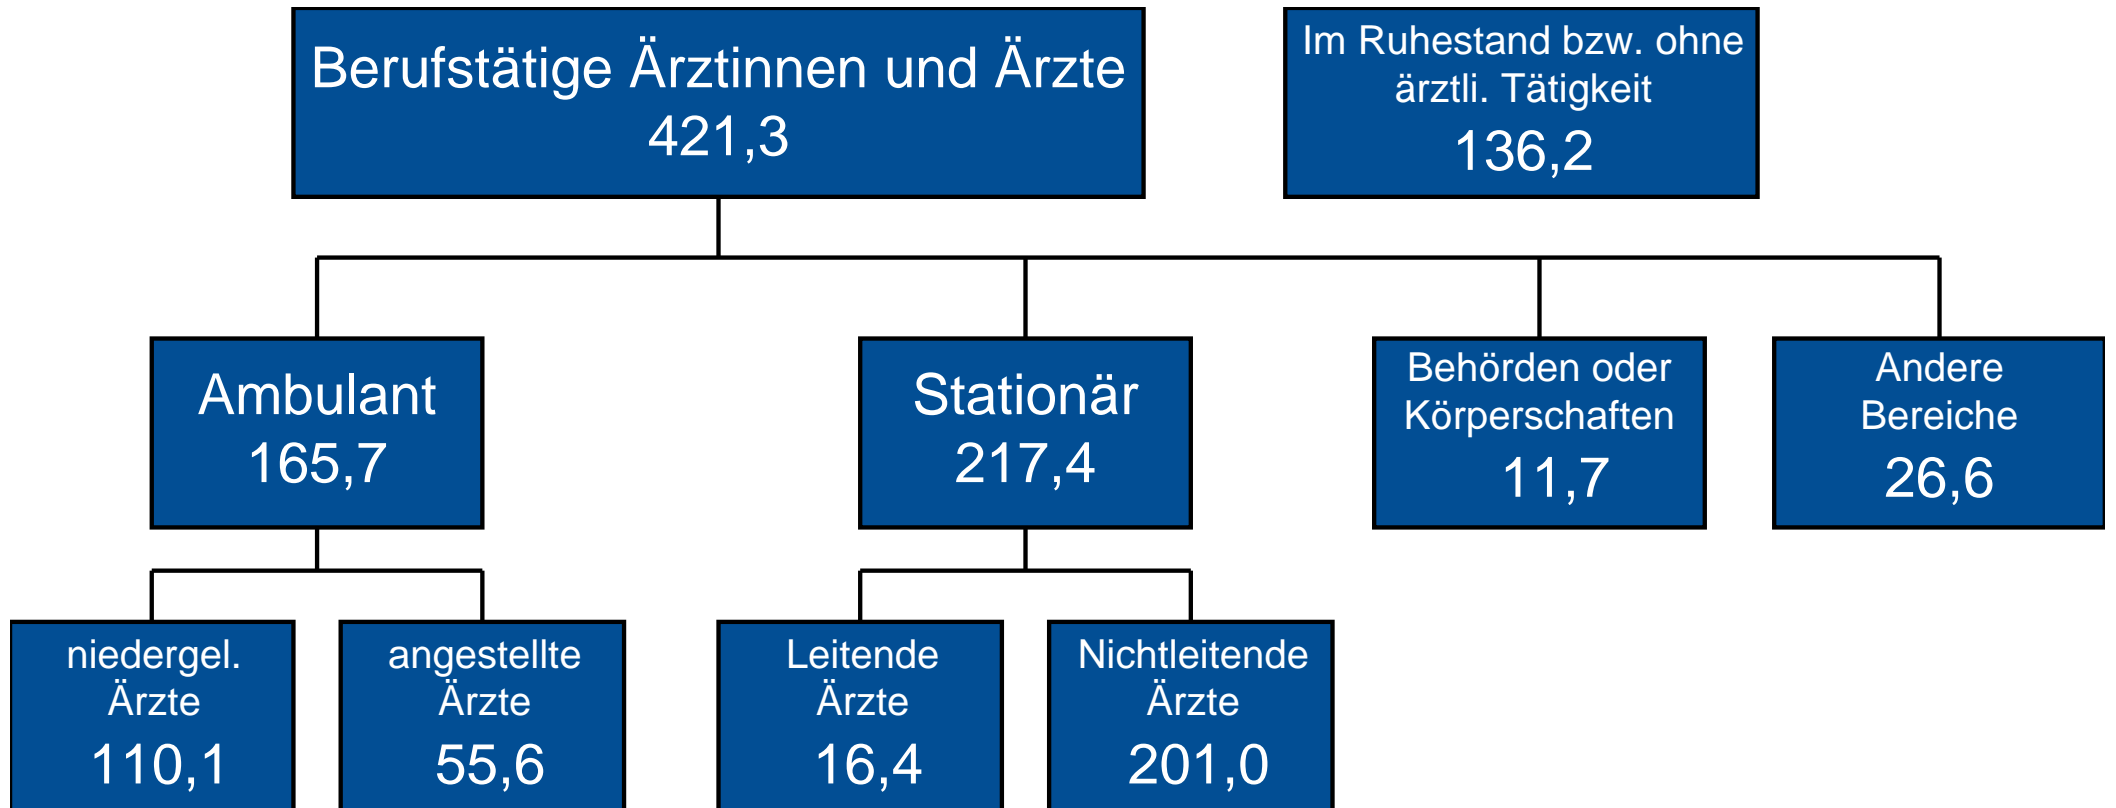 Berufstätige Ärztinnen und Ärzte
421,3
Im Ruhestand bzw. ohne
ärztli. Tätigkeit
136,2
Ambulant
165,7
Stationär
217,4
Behörden oder
Körperschaften
11,7
Andere
Bereiche
26,6
niedergel.
Ärzte
110,1
angestellte
Ärzte
55,6
Leitende
Ärzte
16,4
Nichtleitende
Ärzte
201,0